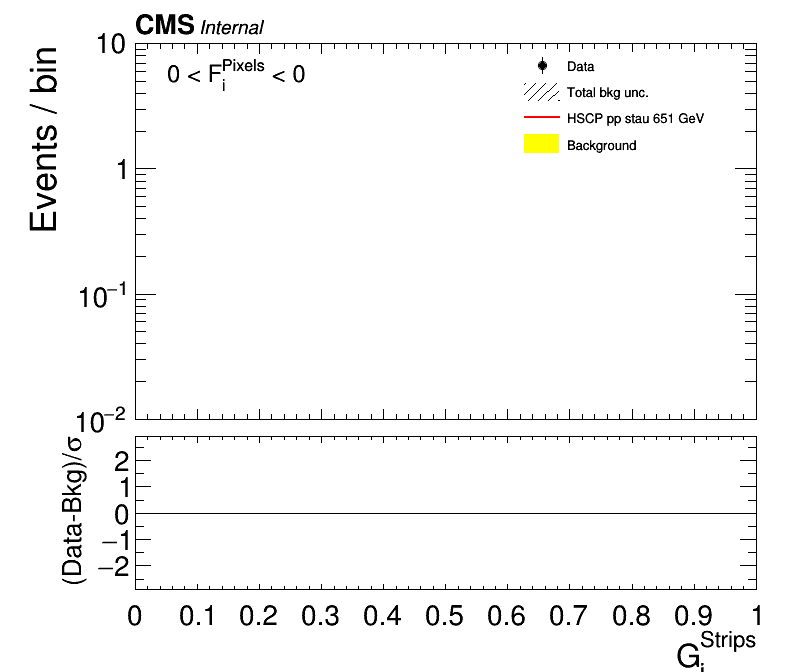 CMS Internal
Events / bin
10
1
10⁻¹
10⁻²
0 < F_i^Pixels < 0
Data
Total bkg unc.
HSCP pp stau 651 GeV
Background
(Data-Bkg)/σ
2
1
0
−1
−2
0 0.1 0.2 0.3 0.4 0.5 0.6 0.7 0.8 0.9 1
G_i^Strips